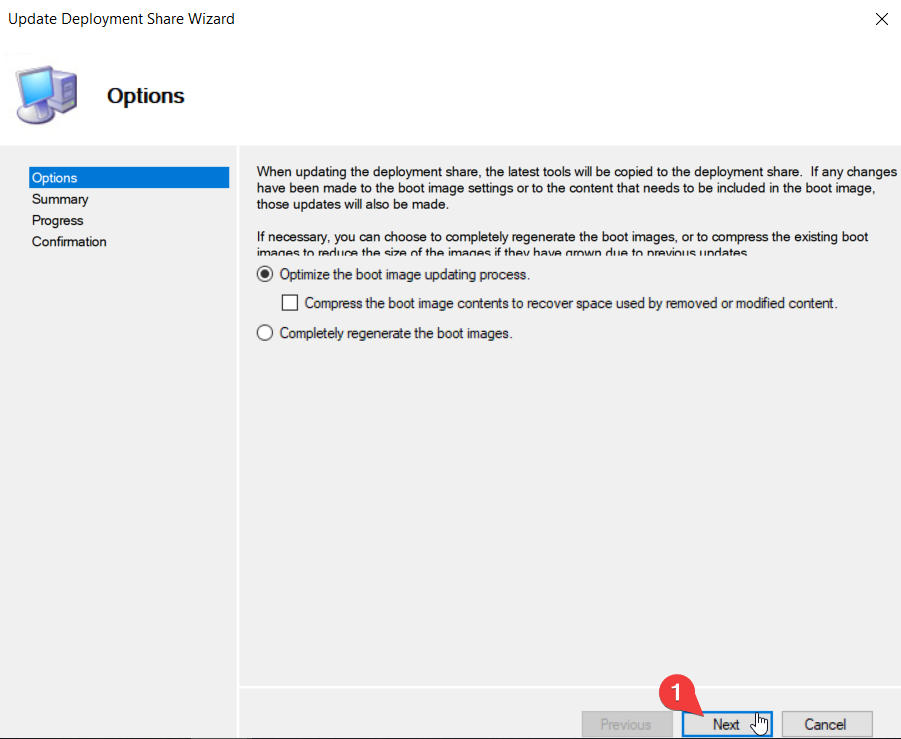 Update Deployment Share Wizard
Options
Options
Summary
Progress
Confirmation
When updating the deployment share, the latest tools will be copied to the deployment share.  If any changes
have been made to the boot image settings or to the content that needs to be included in the boot image,
those updates will also be made.
If necessary, you can choose to completely regenerate the boot images, or to compress the existing boot
images to reduce the size of the images if they have grown due to previous updates.
Optimize the boot image updating process.
Compress the boot image contents to recover space used by removed or modified content.
Completely regenerate the boot images.
1
Previous
Next
Cancel